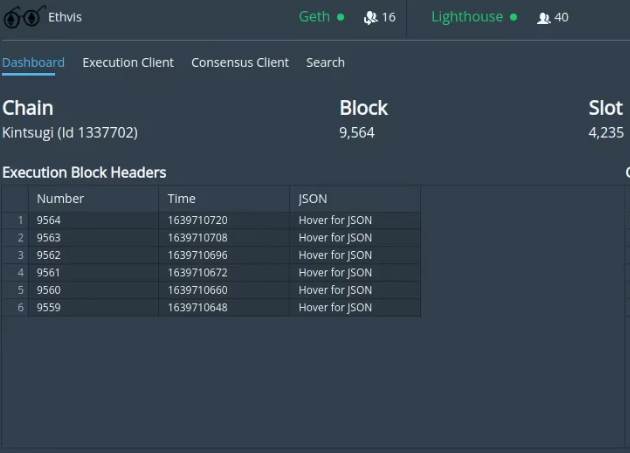 Ethvis Geth 16 Lighthouse 40
Dashboard Execution Client Consensus Client Search
Chain Block Slot
Kintsugi (Id 1337702) 9,564 4,235
Execution Block Headers
Number Time JSON
1 9564 1639710720 Hover for JSON
2 9563 1639710708 Hover for JSON
3 9562 1639710696 Hover for JSON
4 9561 1639710672 Hover for JSON
5 9560 1639710660 Hover for JSON
6 9559 1639710648 Hover for JSON